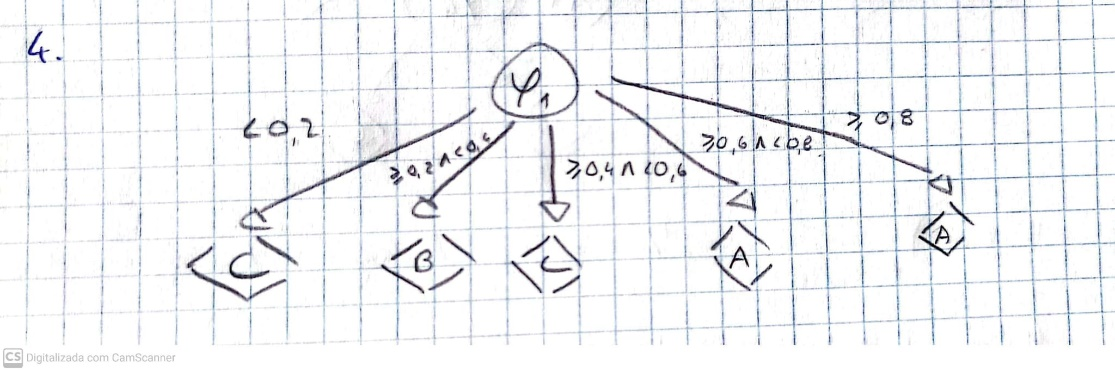 4.
φ₁
< 0,2
≥ 0,2 ∧ < 0,4
≥ 0,4 ∧ < 0,6
≥ 0,6 ∧ < 0,8
≥ 0,8
C
B
C
A
A
CS Digitalizada com CamScanner